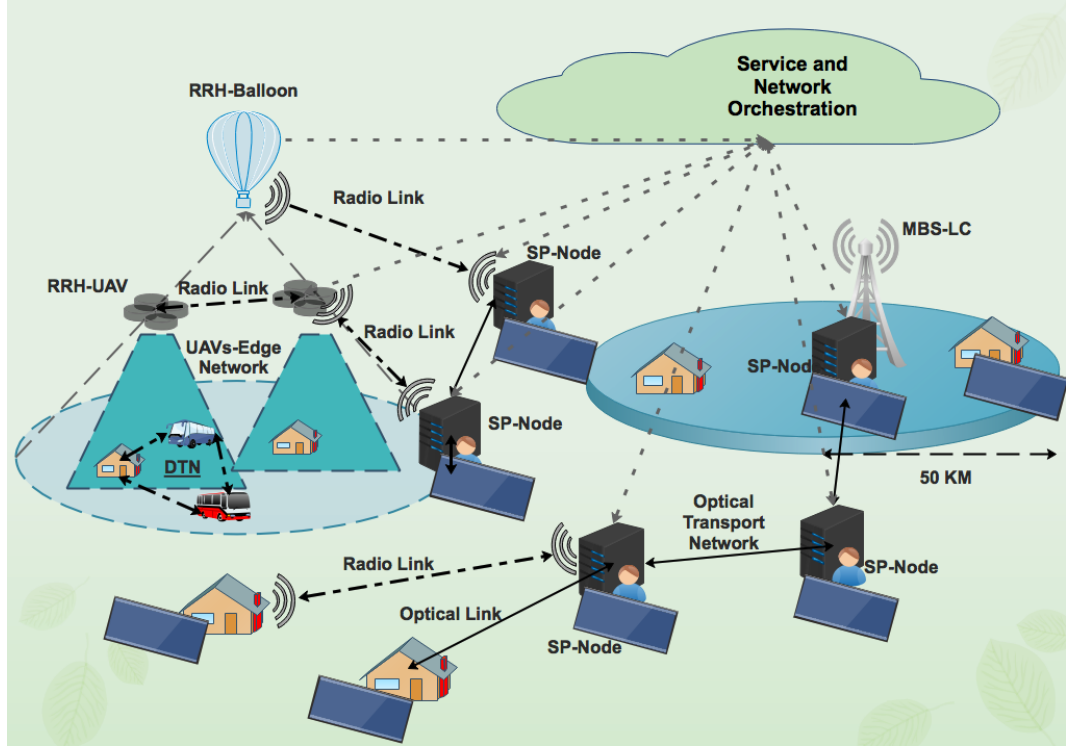 Service and
Network
Orchestration
RRH-Balloon
Radio Link
MBS-LC
SP-Node
RRH-UAV
Radio Link
Radio Link
UAVs-Edge
Network
SP-Node
SP-Node
DTN
50 KM
Optical
Transport
Network
Radio Link
SP-Node
Optical Link
SP-Node